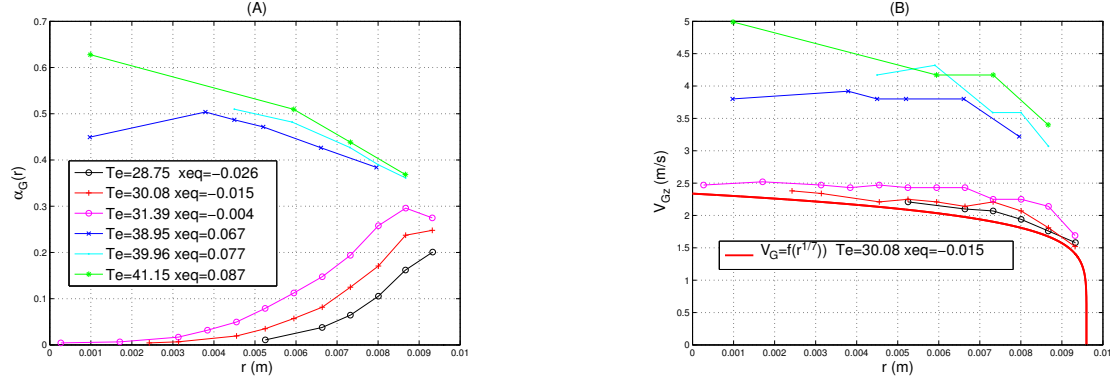 (A)
0.7
0.6
0.5
0.4
0.3
0.2
0.1
0
α_G(r)
Te=28.75 xeq=−0.026
Te=30.08 xeq=−0.015
Te=31.39 xeq=−0.004
Te=38.95 xeq=0.067
Te=39.96 xeq=0.077
Te=41.15 xeq=0.087
0 0.001 0.002 0.003 0.004 0.005 0.006 0.007 0.008 0.009 0.01
r (m)
(B)
5
4.5
4
3.5
3
2.5
2
1.5
1
0.5
0
V_Gz (m/s)
V_G=f(r^1/7)) Te=30.08 xeq=−0.015
0 0.001 0.002 0.003 0.004 0.005 0.006 0.007 0.008 0.009 0.01
r (m)